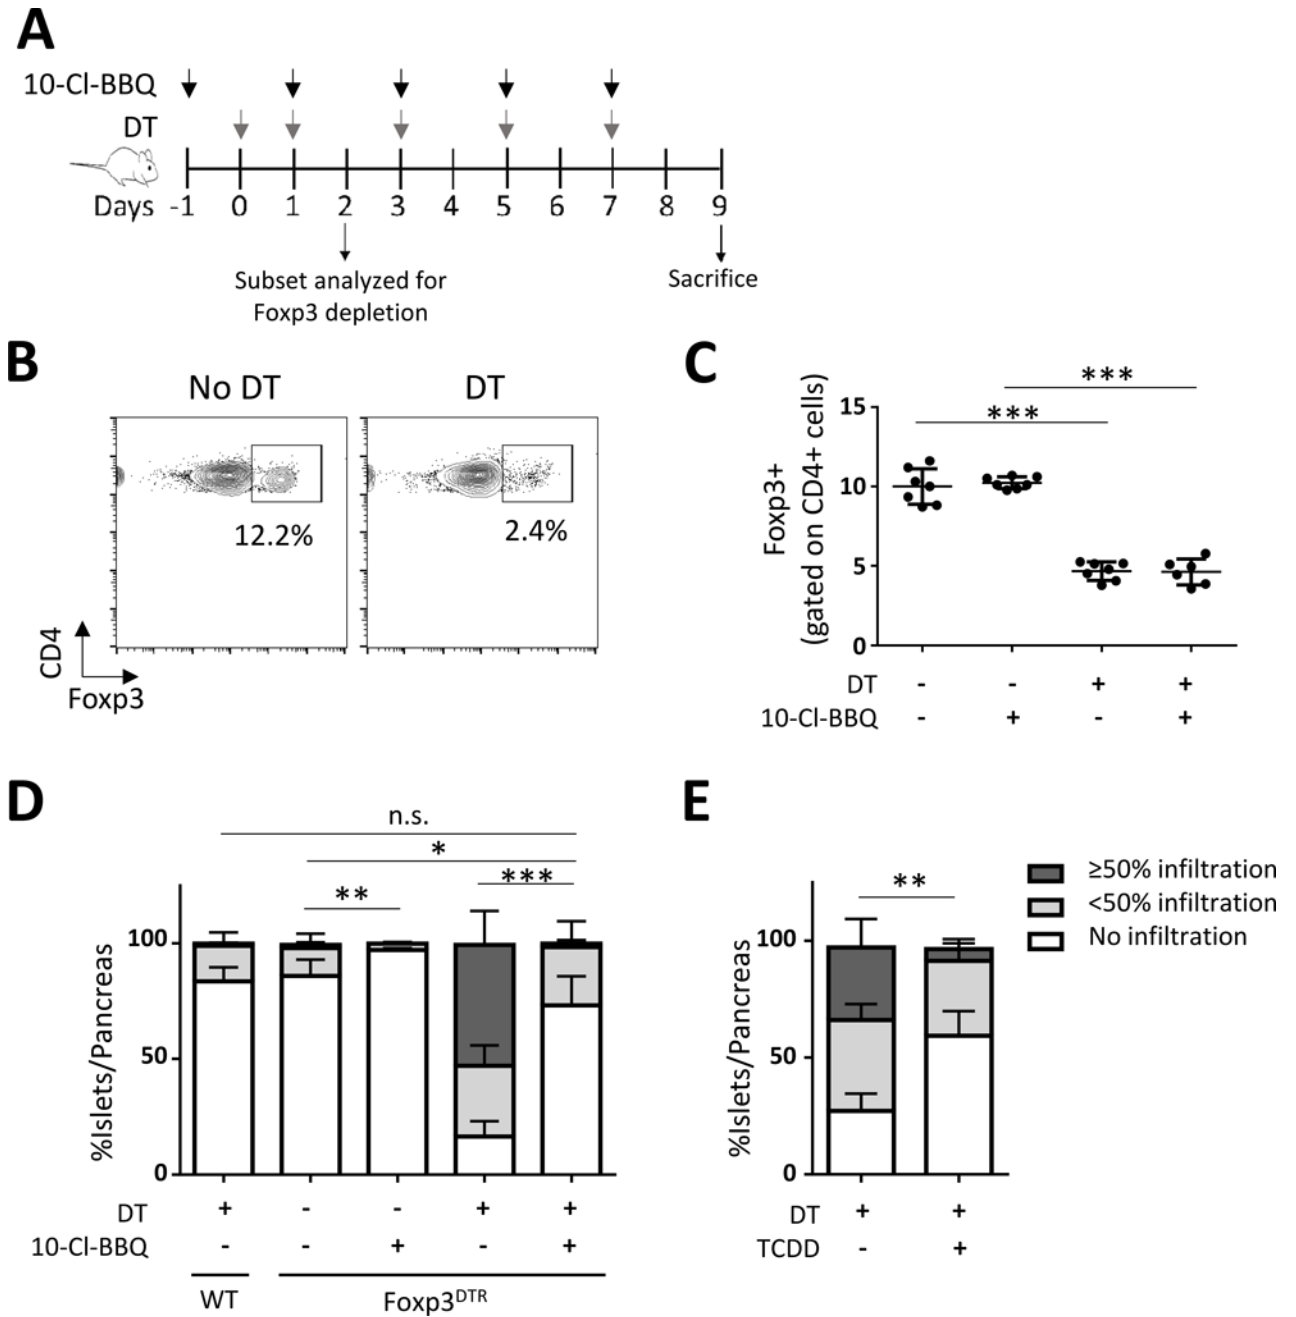 A
10-Cl-BBQ
DT
Days -1 0 1 2 3 4 5 6 7 8 9
Subset analyzed for
Foxp3 depletion
Sacrifice
B
No DT DT
12.2% 2.4%
CD4
Foxp3
C
***
***
Foxp3+
(gated on CD4+ cells)
15
10
5
0
DT - - + +
10-Cl-BBQ - + - +
D
n.s.
*
**
***
%Islets/Pancreas
100
50
0
DT + - - + +
10-Cl-BBQ - - + - +
WT Foxp3DTR
E
**
%Islets/Pancreas
100
50
0
DT + +
TCDD - +
≥50% infiltration
<50% infiltration
No infiltration